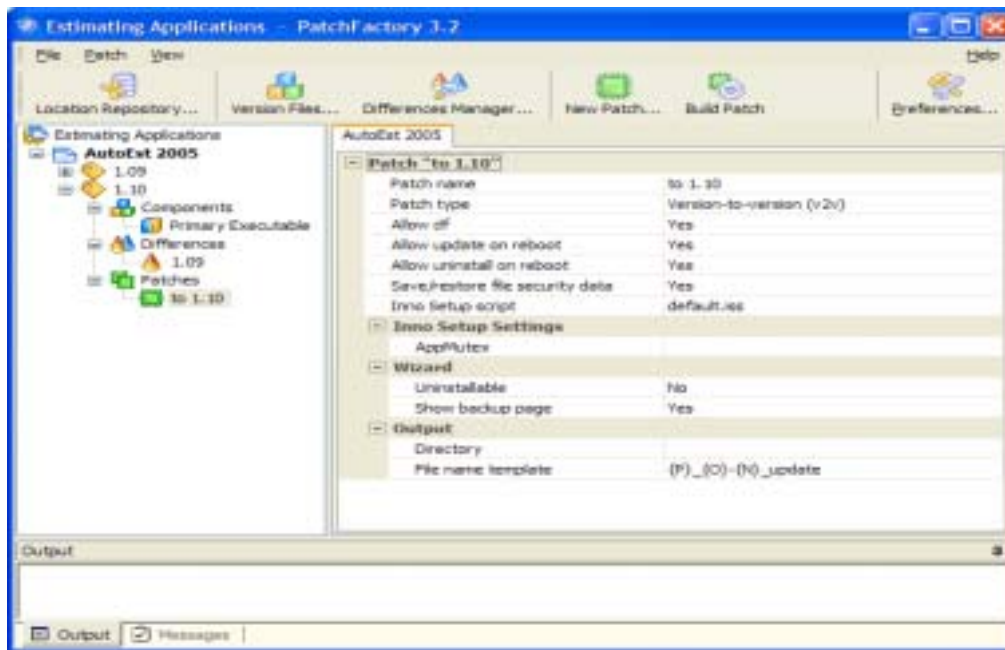 Estimating Applications - PatchFactory 3.2
File Patch View Help
Location Repository... Version Files... Differences Manager... New Patch... Build Patch Preferences...
Estimating Applications
AutoEst 2005
1.09
1.10
Components
Primary Executable
Differences
1.09
Patches
to 1.10
AutoEst 2005
Patch "to 1.10"
Patch name to 1.10
Patch type Version-to-version (v2v)
Allow df Yes
Allow update on reboot Yes
Allow uninstall on reboot Yes
Save/restore file security data Yes
Inno Setup script default.iss
Inno Setup Settings
AppMutex
Wizard
Uninstallable No
Show backup page Yes
Output
Directory
File name template {P}_{O}-{N}_update
Output
Output Messages